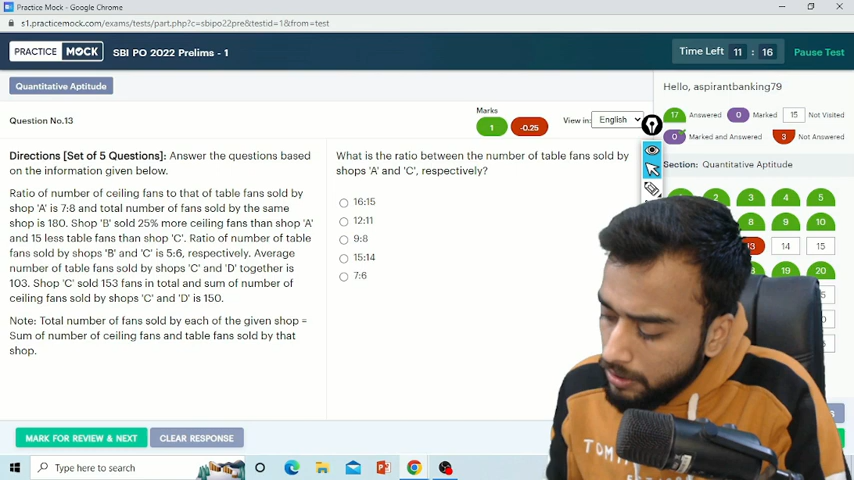 Practice Mock - Google Chrome
s1.practicemock.com/exams/tests/part.php?c=sbipo22pre&testid=1&from=test
PRACTICE MOCK
SBI PO 2022 Prelims - 1
Time Left 11 : 16
Pause Test
Quantitative Aptitude
Hello, aspirantbanking79
Question No.13
Marks
1 -0.25
View in: English
17 Answered 0 Marked 15 Not Visited
0 Marked and Answered 3 Not Answered
Section: Quantitative Aptitude
Directions [Set of 5 Questions]: Answer the questions based
on the information given below.
Ratio of number of ceiling fans to that of table fans sold by
shop 'A' is 7:8 and total number of fans sold by the same
shop is 180. Shop 'B' sold 25% more ceiling fans than shop 'A'
and 15 less table fans than shop 'C'. Ratio of number of table
fans sold by shops 'B' and 'C' is 5:6, respectively. Average
number of table fans sold by shops 'C' and 'D' together is
103. Shop 'C' sold 153 fans in total and sum of number of
ceiling fans sold by shops 'C' and 'D' is 150.
Note: Total number of fans sold by each of the given shop =
Sum of number of ceiling fans and table fans sold by that
shop.
What is the ratio between the number of table fans sold by
shops 'A' and 'C', respectively?
16:15
12:11
9:8
15:14
7:6
1 2 3 4 5
8 9 10
13 14 15
19 20
MARK FOR REVIEW & NEXT
CLEAR RESPONSE
Type here to search